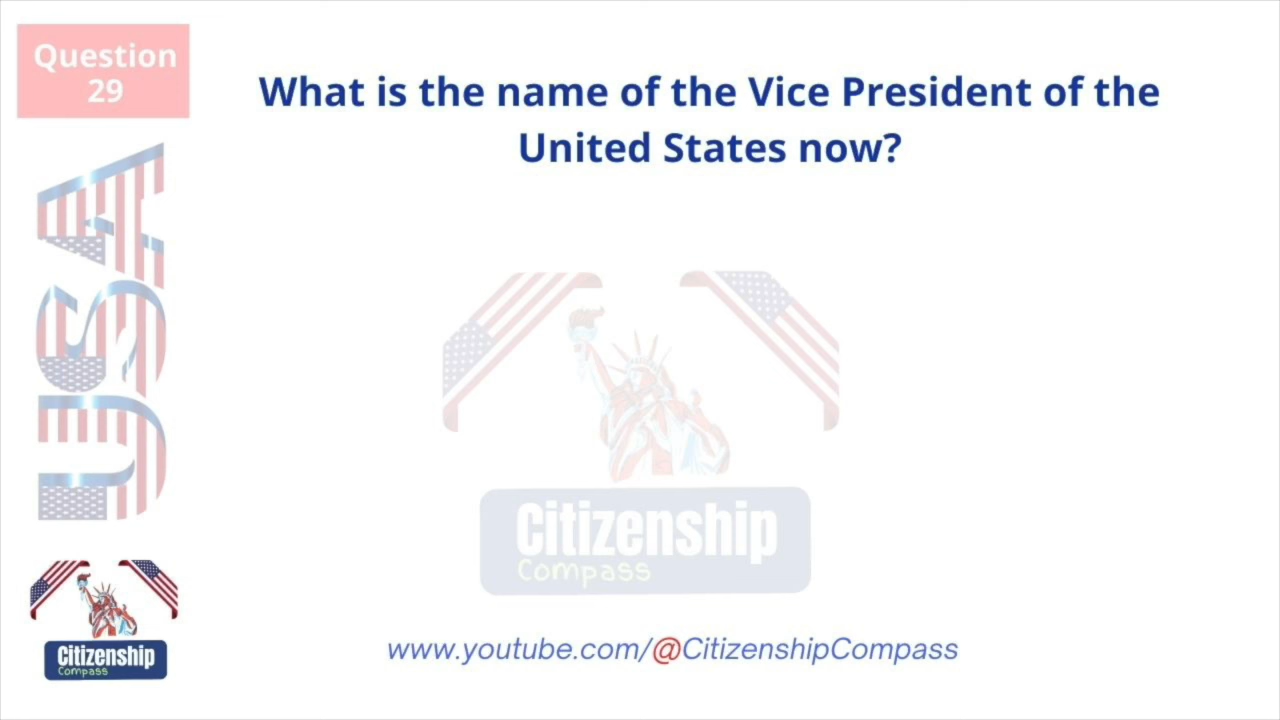 Question
29
What is the name of the Vice President of the
United States now?
USA
Citizenship
Compass
Citizenship
Compass
www.youtube.com/@CitizenshipCompass